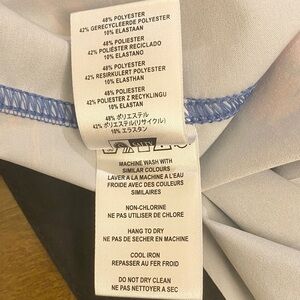 48% POLYESTER
42% GERECYCLEERDE POLYESTER
10% ELASTAAN
48% POLIÉSTER
42% POLIÉSTER RECICLADO
10% ELASTANO
48% POLYESTER
42% RESIRKULERT POLYESTER
10% ELASTHAN
48% POLIESTER
42% POLIESTER Z RECYKLINGU
10% ELASTAN
48% ポリエステル
42% ポリエステル(リサイクル)
10% エラスタン
MACHINE WASH WITH
SIMILAR COLOURS
LAVER A LA MACHINE A L'EAU
FROIDE AVEC DES COULEURS
SIMILAIRES
NON-CHLORINE
NE PAS UTILISER DE CHLORE
HANG TO DRY
NE PAS DE SECHER EN MACHINE
COOL IRON
REPASSER AU FER FROID
DO NOT DRY CLEAN
NE PAS NETTOYER A SEC